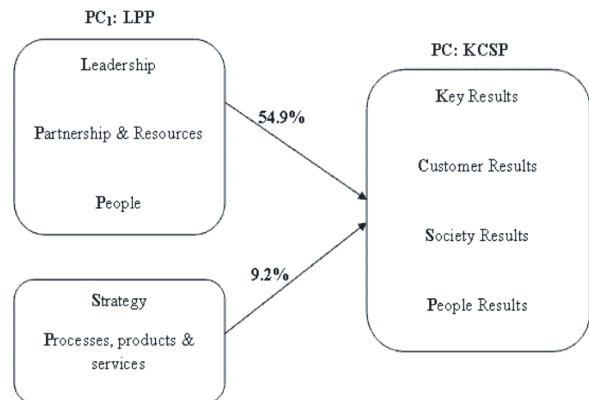 PC₁: LPP
Leadership
Partnership & Resources
People
54.9%
9.2%
Strategy
Processes, products &
services
PC: KCSP
Key Results
Customer Results
Society Results
People Results